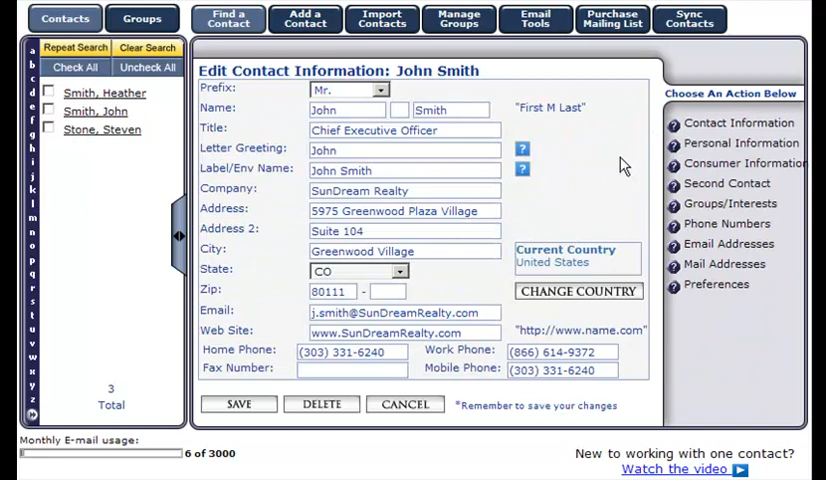 Contacts Groups
Find a Contact Add a Contact Import Contacts Manage Groups Email Tools Purchase Mailing List Sync Contacts
Repeat Search Clear Search
Check All Uncheck All
a
b
c
d
e
f
g
h
i
j
k
l
m
n
o
p
q
r
s
t
u
v
w
x
y
z
Smith, Heather
Smith, John
Stone, Steven
3
Total
Edit Contact Information: John Smith
Prefix: Mr.
Name: John Smith "First M Last"
Title: Chief Executive Officer
Letter Greeting: John ?
Label/Env Name: John Smith ?
Company: SunDream Realty
Address: 5975 Greenwood Plaza Village
Address 2: Suite 104
City: Greenwood Village
Current Country
United States
State: CO
Zip: 80111 -
CHANGE COUNTRY
Email: j.smith@SunDreamRealty.com
Web Site: www.SunDreamRealty.com "http://www.name.com"
Home Phone: (303) 331-6240 Work Phone: (866) 614-9372
Fax Number: Mobile Phone: (303) 331-6240
SAVE DELETE CANCEL *Remember to save your changes
Choose An Action Below
? Contact Information
? Personal Information
? Consumer Information
? Second Contact
? Groups/Interests
? Phone Numbers
? Email Addresses
? Mail Addresses
? Preferences
Monthly E-mail usage:
6 of 3000
New to working with one contact?
Watch the video